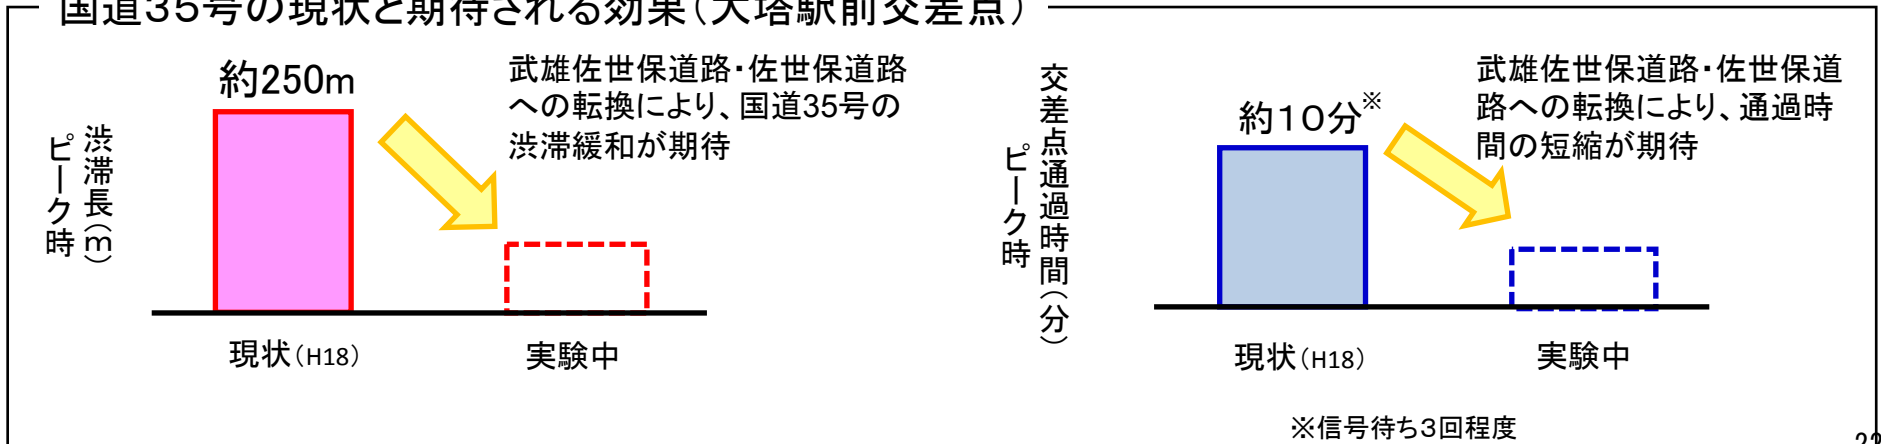 国道35号の現状と期待される効果(大塔駅前交差点)
約250m
武雄佐世保道路・佐世保道路
への転換により、国道35号の
渋滞緩和が期待
渋滞長(m)
ピーク時
現状(H18)
実験中
約10分※
武雄佐世保道
路・佐世保道
路への転換により、通過時
間の短縮が期待
交差点通過時間(分)
ピーク時
現状(H18)
実験中
※信号待ち3回程度
22